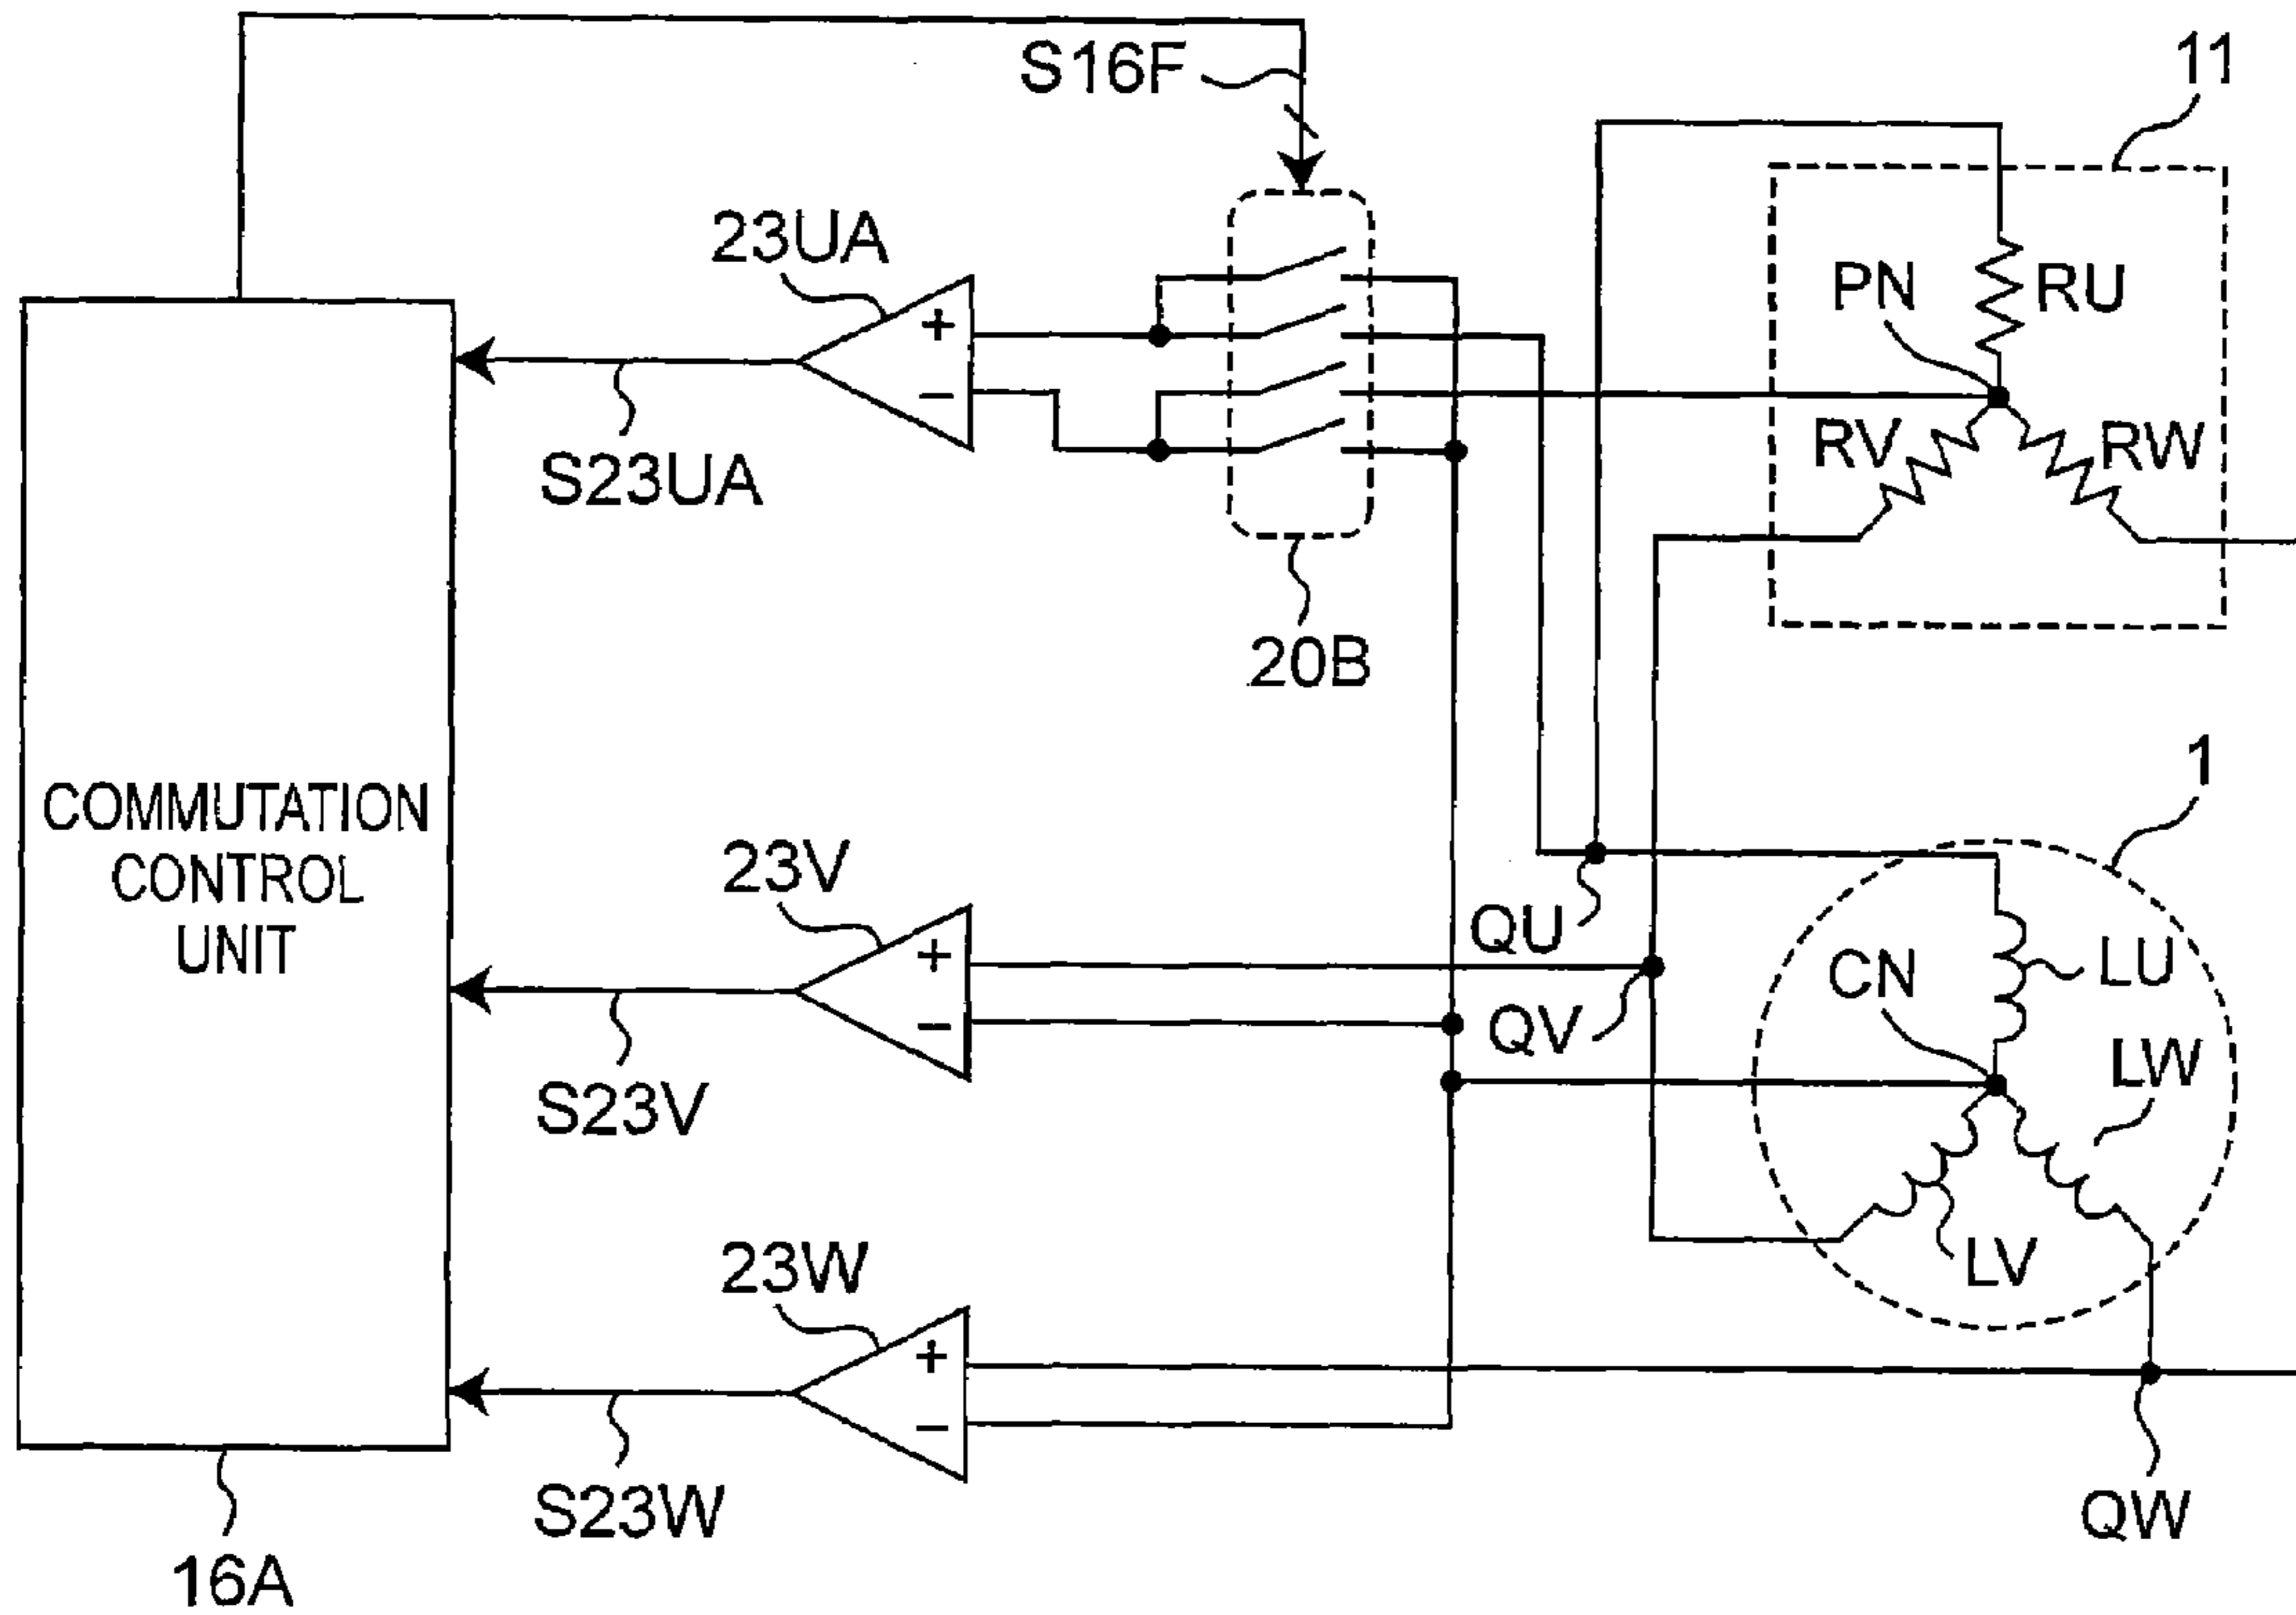 S16F
11
23UA
+
−
S23UA
20B
PN
RU
RV
RW
COMMUTATION
CONTROL
UNIT
1
23V
+
−
S23V
QU
QV
CN
LU
LW
LV
23W
+
−
S23W
QW
16A